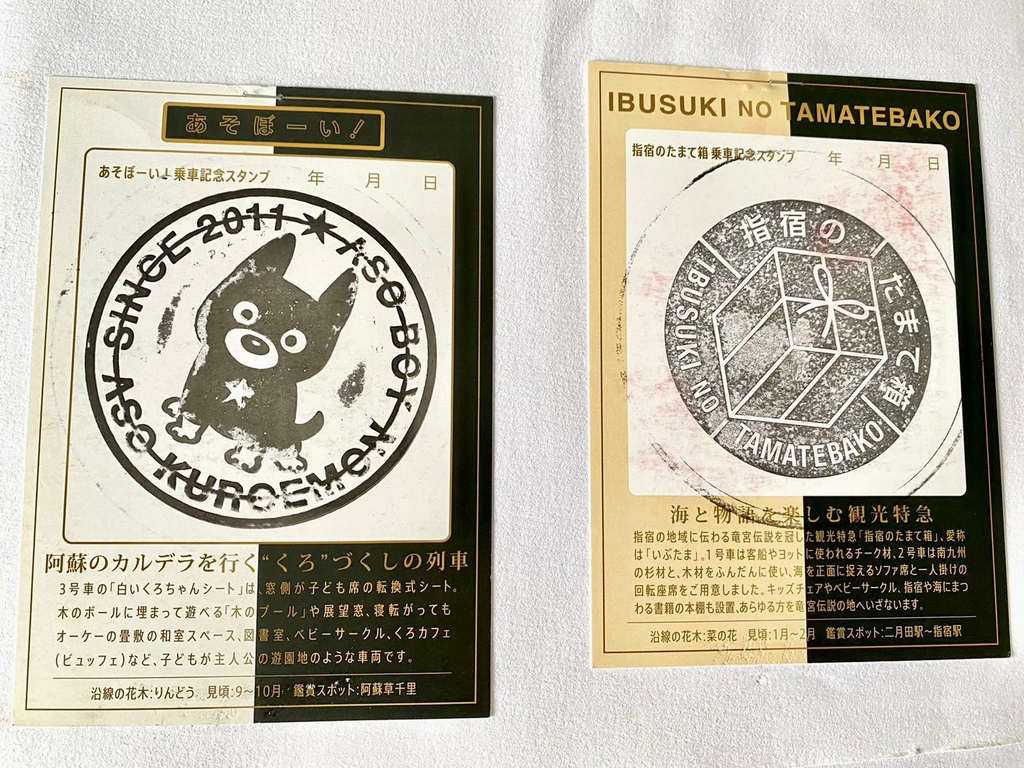 あそぼーい!
あそぼーい!乗車記念スタンプ 年 月 日
ASO KUROEMON SINCE 2011 ★ ASO BOY
阿蘇のカルデラを行く“くろ”づくしの列車
3号車の「白いくろちゃんシート」は、窓側が子ども席の転換式シート。
木のボールに埋まって遊べる「木のプール」や展望窓、寝転がっても
オーケーの畳敷の和室スペース、図書室、ベビーサークル、くろカフェ
(ビュッフェ)など、子どもが主人公の遊園地のような車両です。
沿線の花木:りんどう 見頃:9~10月 鑑賞スポット:阿蘇草千里
IBUSUKI NO TAMATEBAKO
指宿のたまて箱 乗車記念スタンプ 年 月 日
指宿の たまて箱
IBUSUKI NO TAMATEBAKO
海と物語を楽しむ観光特急
指宿の地域に伝わる竜宮伝説を冠した観光特急「指宿のたまて箱」、愛称
は「いぶたま」。1号車は客船やヨットに使われるチーク材、2号車は南九州
の杉材と、木材をふんだんに使い、海を正面に捉えるソファ席と一人掛けの
回転座席をご用意しました。キッズチェアやベビーサークル、指宿や海にまつ
わる書籍の本棚も設置、あらゆる方を竜宮伝説の地へいざないます。
沿線の花木:菜の花 見頃:1月~2月 鑑賞スポット:二月田駅~指宿駅